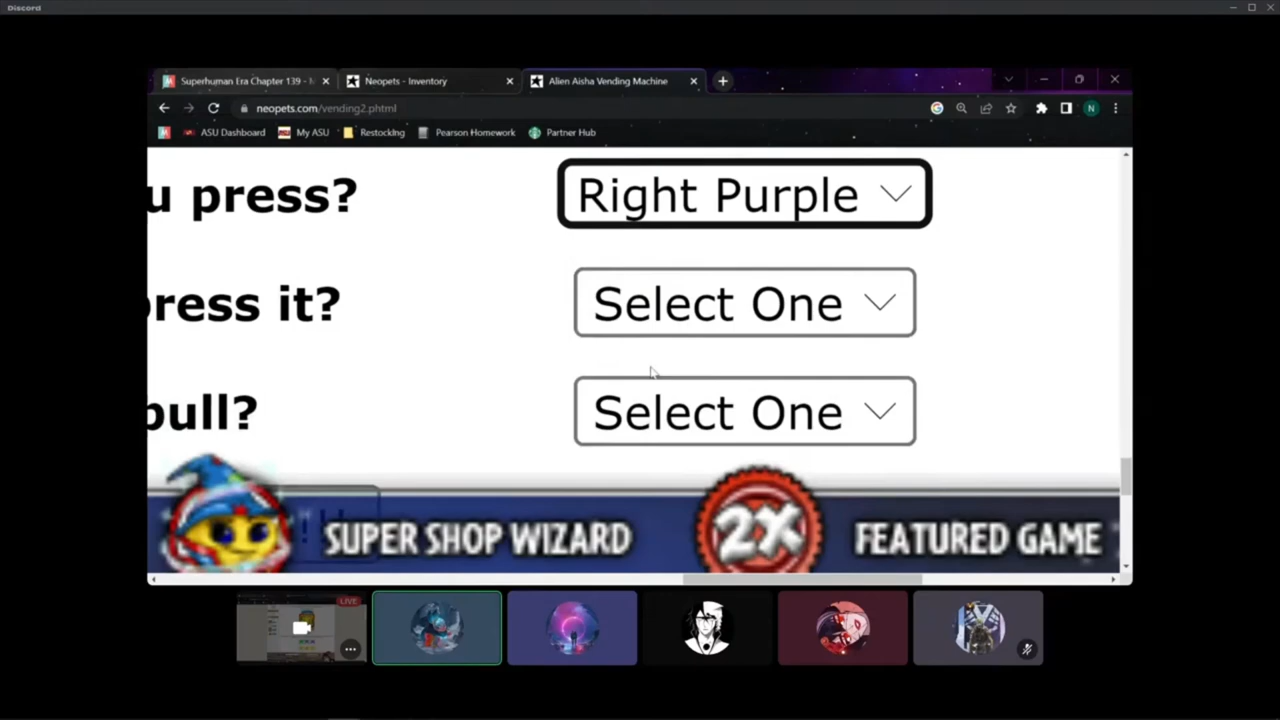 Discord
Superhuman Era Chapter 139 - M
Neopets - Inventory
Alien Aisha Vending Machine
neopets.com/vending2.phtml
N
ASU Dashboard
My ASU
Restocking
Pearson Homework
Partner Hub
u press?
Right Purple
press it?
Select One
pull?
Select One
SUPER SHOP WIZARD
2X
FEATURED GAME
LIVE